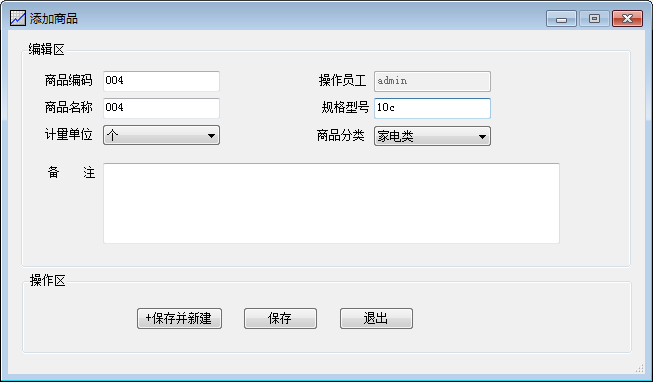 添加商品
编辑区
商品编码 004 操作员工 admin
商品名称 004 规格型号 10c
计量单位 个 商品分类 家电类
备 注
操作区
+保存并新建 保存 退出